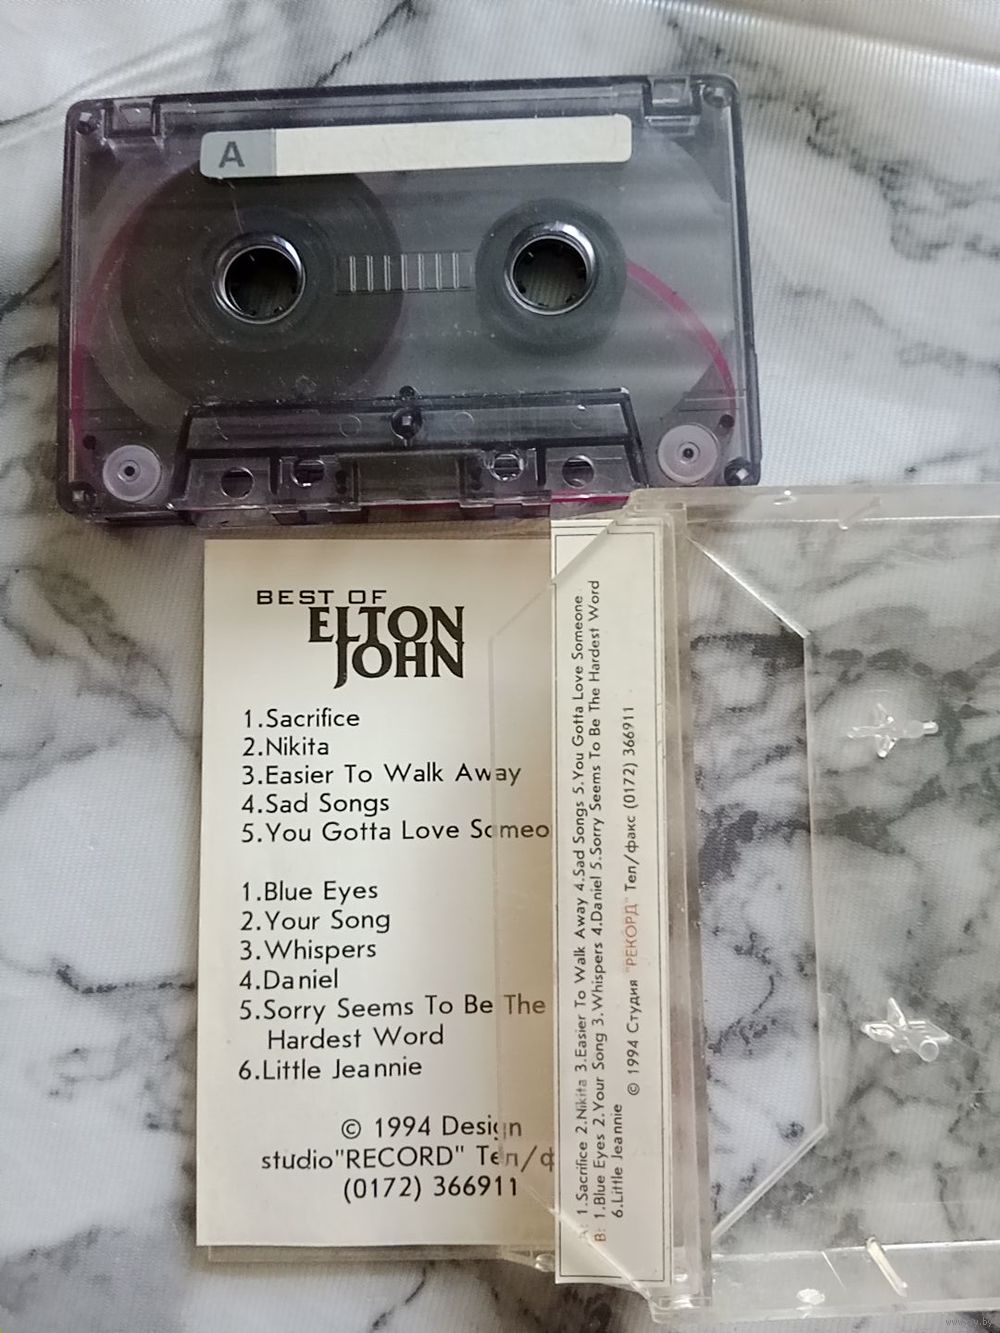 A
BEST OF
ELTON
JOHN
1.Sacrifice
2.Nikita
3.Easier To Walk Away
4.Sad Songs
5.You Gotta Love Someo
1.Blue Eyes
2.Your Song
3.Whispers
4.Daniel
5.Sorry Seems To Be The
Hardest Word
6.Little Jeannie
© 1994 Design
studio"RECORD" Тел/ф
(0172) 366911
A: 1.Sacrifice 2.Nikita 3.Easier To Walk Away 4.Sad Songs 5.You Gotta Love Someone
B: 1.Blue Eyes 2.Your Song 3.Whispers 4.Daniel 5.Sorry Seems To Be The Hardest Word
6.Little Jeannie
© 1994 Студия "РЕКОРД" Тел/факс (0172) 366911